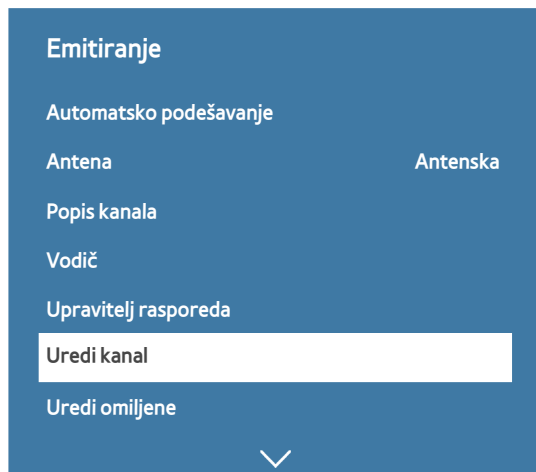 Emitiranje
Automatsko podešavanje
Antena Antenska
Popis kanala
Vodič
Upravitelj rasporeda
Uredi kanal
Uredi omiljene